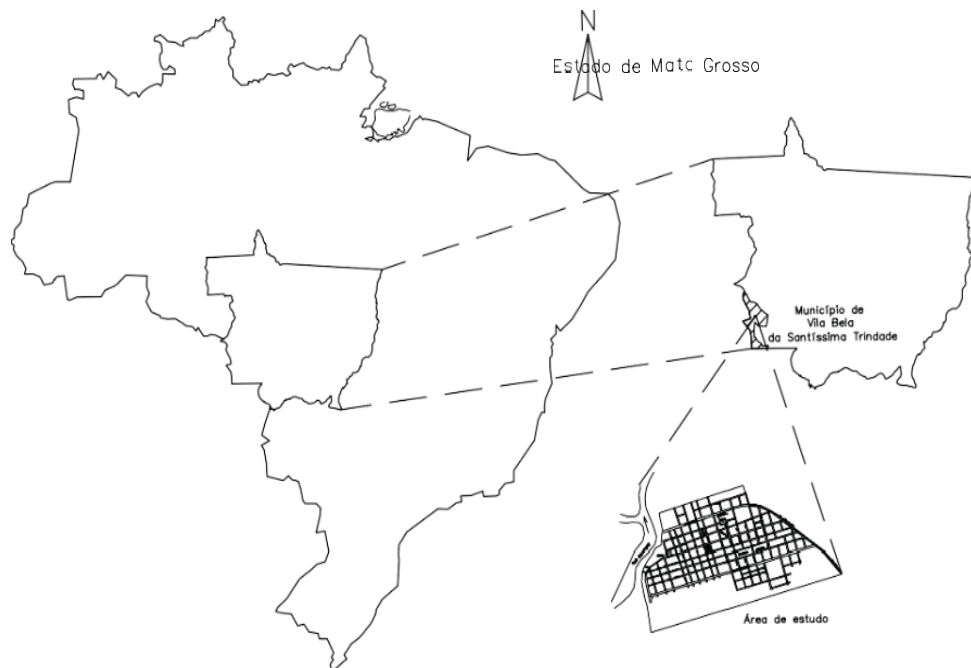 N
Estado de Matc Grosso
Município de
Vila Bela
da Santíssima Trindade
Área de estudo